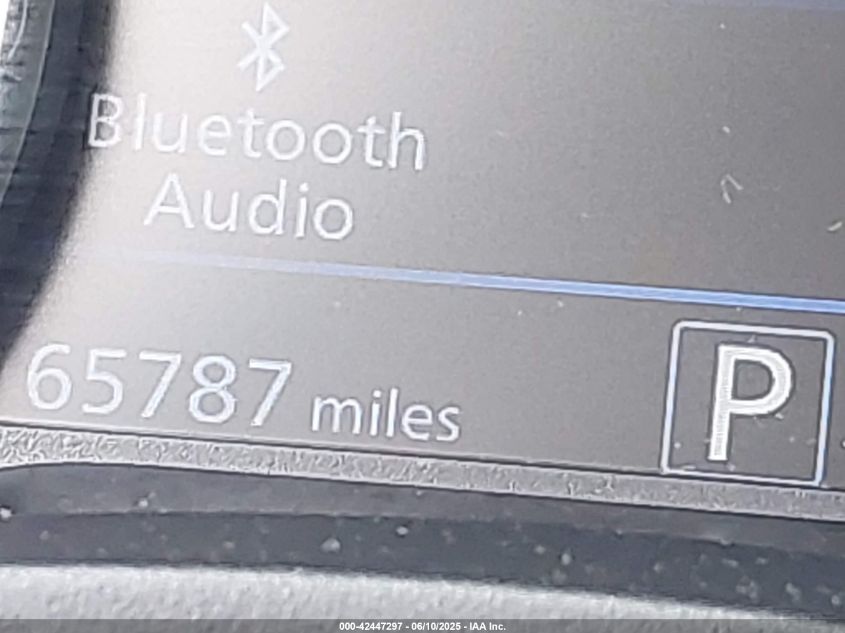 Bluetooth
Audio
65787 miles
P
000-42447297 - 06/10/2025 - IAA Inc.